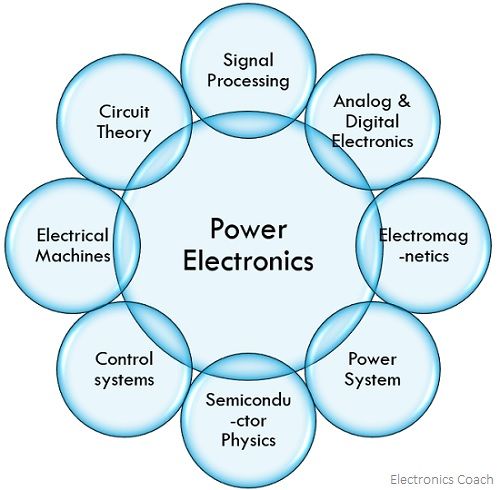 Signal
Processing
Analog &
Digital
Electronics
Electromag
-netics
Power
System
Semicondu
-ctor
Physics
Control
systems
Electrical
Machines
Circuit
Theory
Power
Electronics
Electronics Coach